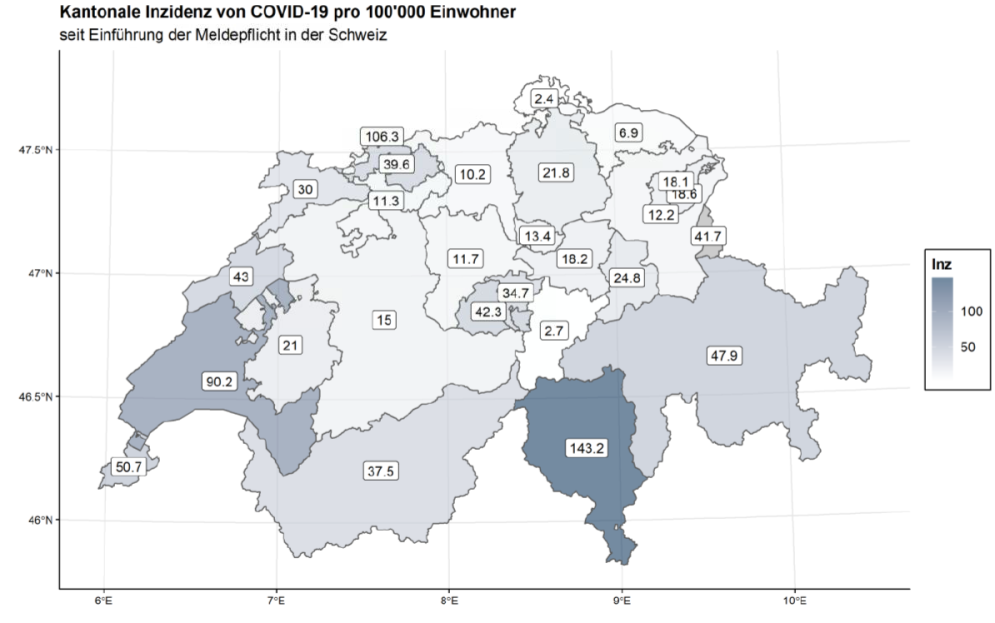 Kantonale Inzidenz von COVID-19 pro 100'000 Einwohner
seit Einführung der Meldepflicht in der Schweiz
2.4
106.3
6.9
47.5°N
39.6
10.2
21.8
30
18.1
18.6
11.3
12.2
13.4
41.7
11.7
18.2
47°N
43
24.8
34.7
42.3
15
2.7
21
47.9
90.2
46.5°N
143.2
50.7
37.5
46°N
6°E
7°E
8°E
9°E
10°E
Inz
100
50